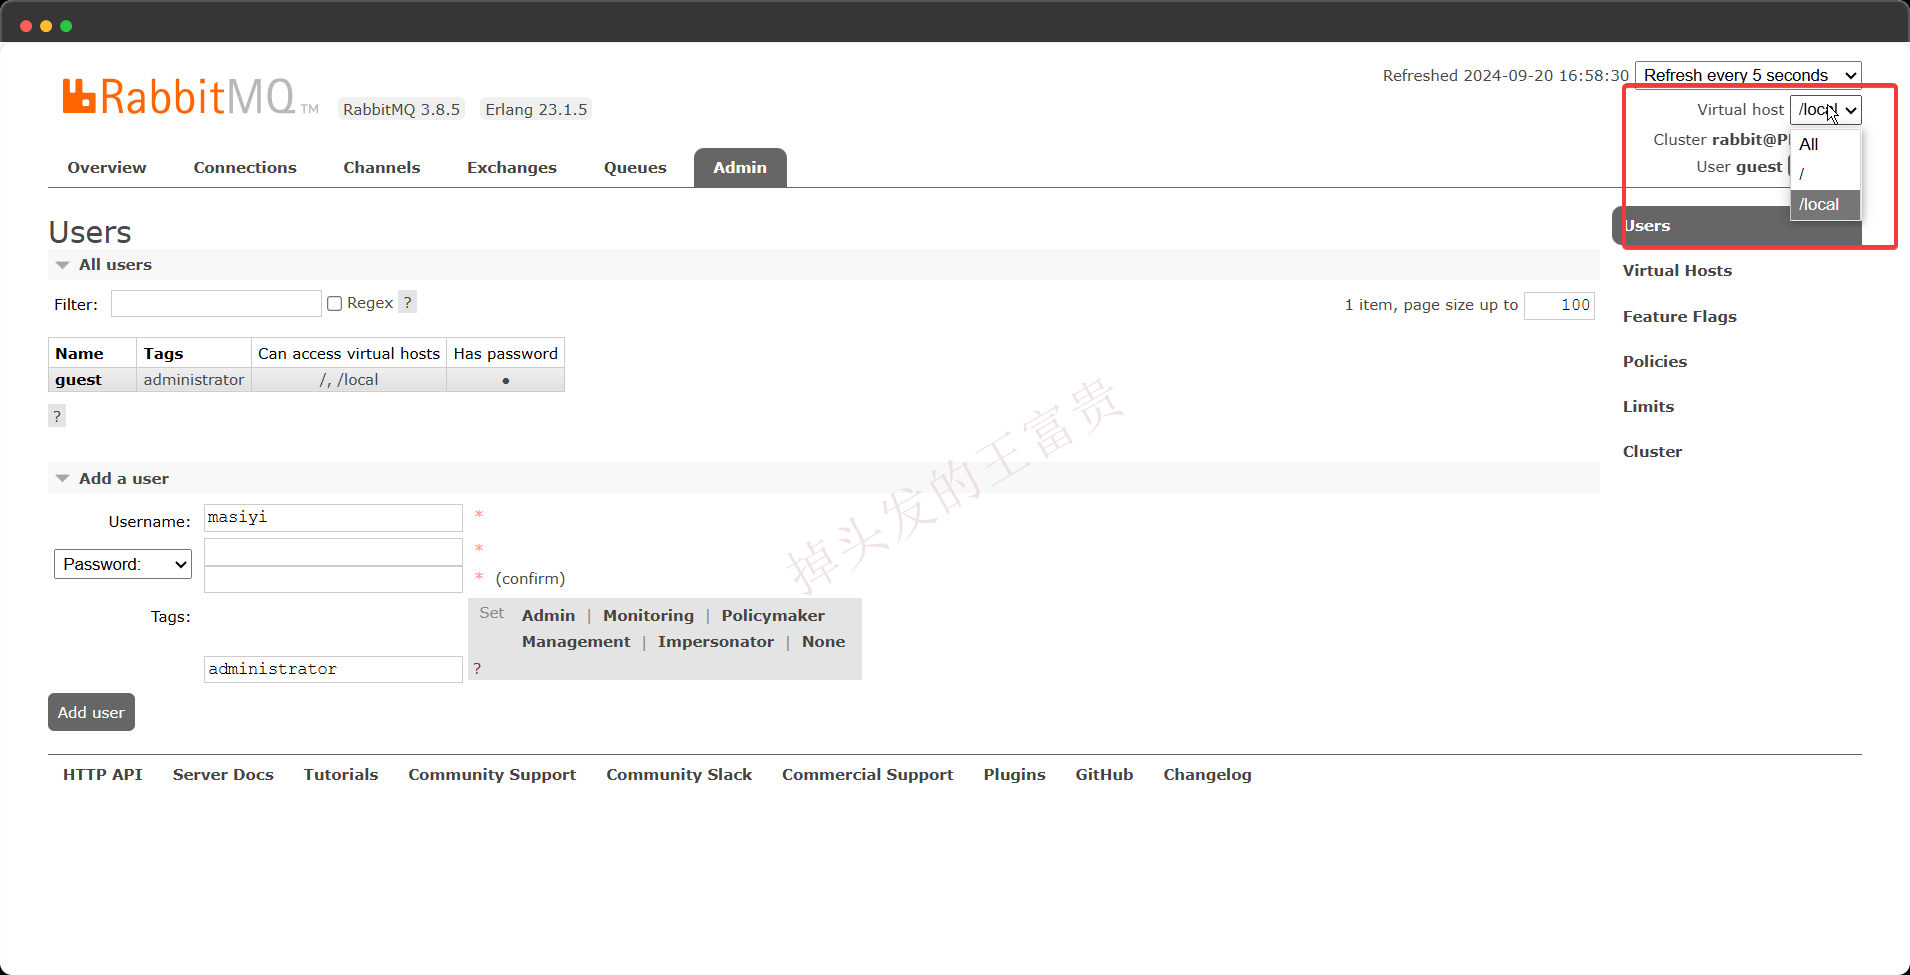 RabbitMQ TM
RabbitMQ 3.8.5
Erlang 23.1.5
Refreshed 2024-09-20 16:58:30
Refresh every 5 seconds
Virtual host
All
/
/local
Cluster rabbit@
User guest
Overview
Connections
Channels
Exchanges
Queues
Admin
Users
All users
Filter:
Regex ?
1 item, page size up to 100
Name Tags Can access virtual hosts Has password
guest administrator /, /local ●
?
Add a user
Username: masiyi *
Password: *
* (confirm)
Tags:
Set Admin | Monitoring | Policymaker
Management | Impersonator | None
administrator ?
Add user
Users
Virtual Hosts
Feature Flags
Policies
Limits
Cluster
HTTP API Server Docs Tutorials Community Support Community Slack Commercial Support Plugins GitHub Changelog
掉头发的王富贵